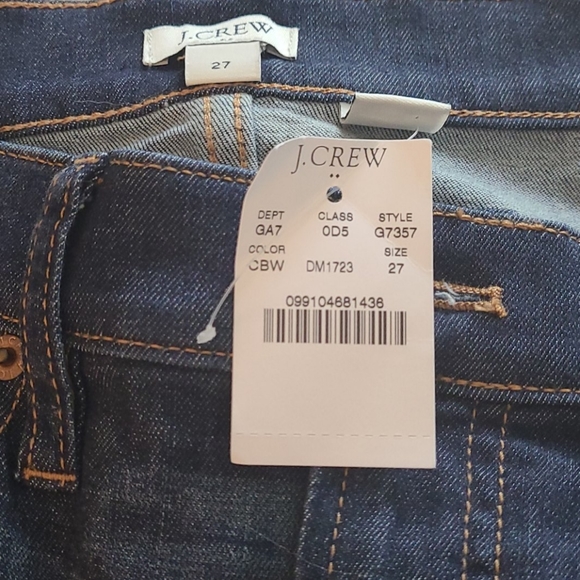 J.CREW
27
J.CREW
DEPT CLASS STYLE
GA7 0D5 G7357
COLOR SIZE
CBW DM1723 27
099104681436